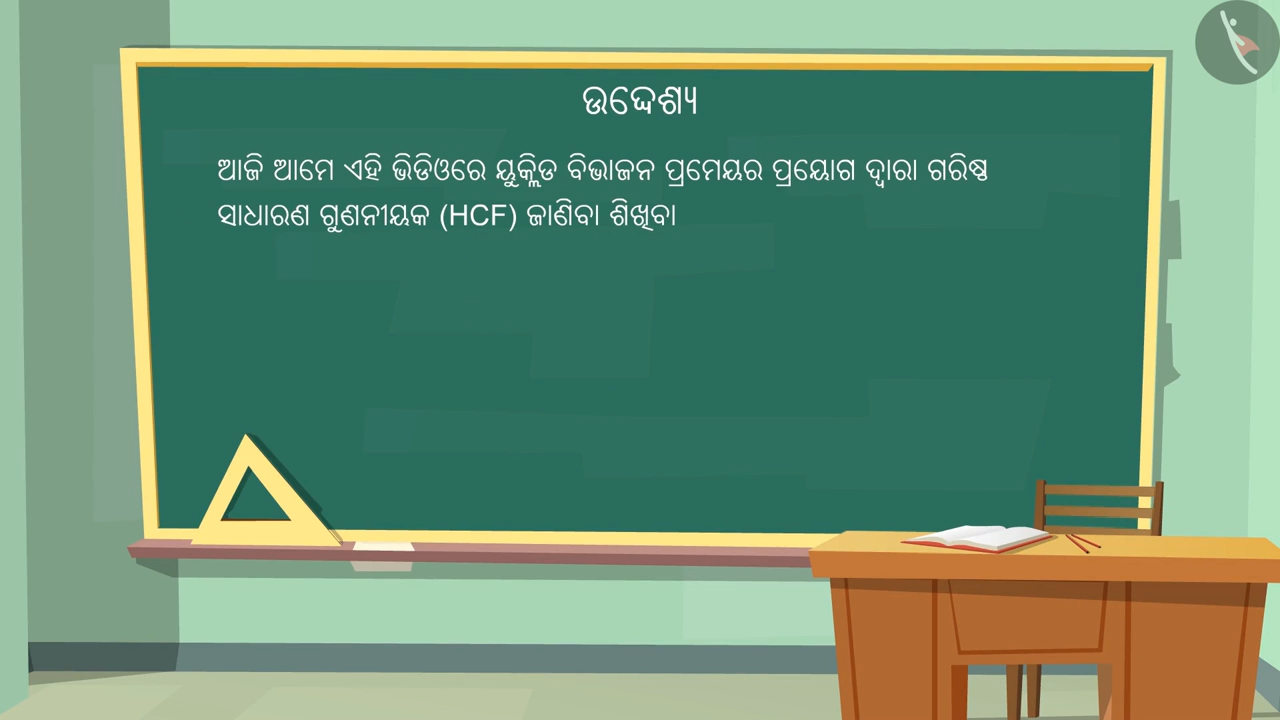 ଉଦ୍ଦେଶ୍ୟ
ଆଜି ଆମେ ଏହି ଭିଡିଓରେ ୟୁକ୍ଲିଡ ବିଭାଜନ ପ୍ରମେୟର ପ୍ରୟୋଗ ଦ୍ୱାରା ଗରିଷ୍ଠ
ସାଧାରଣ ଗୁଣନୀୟକ (HCF) ଜାଣିବା ଶିଖିବା